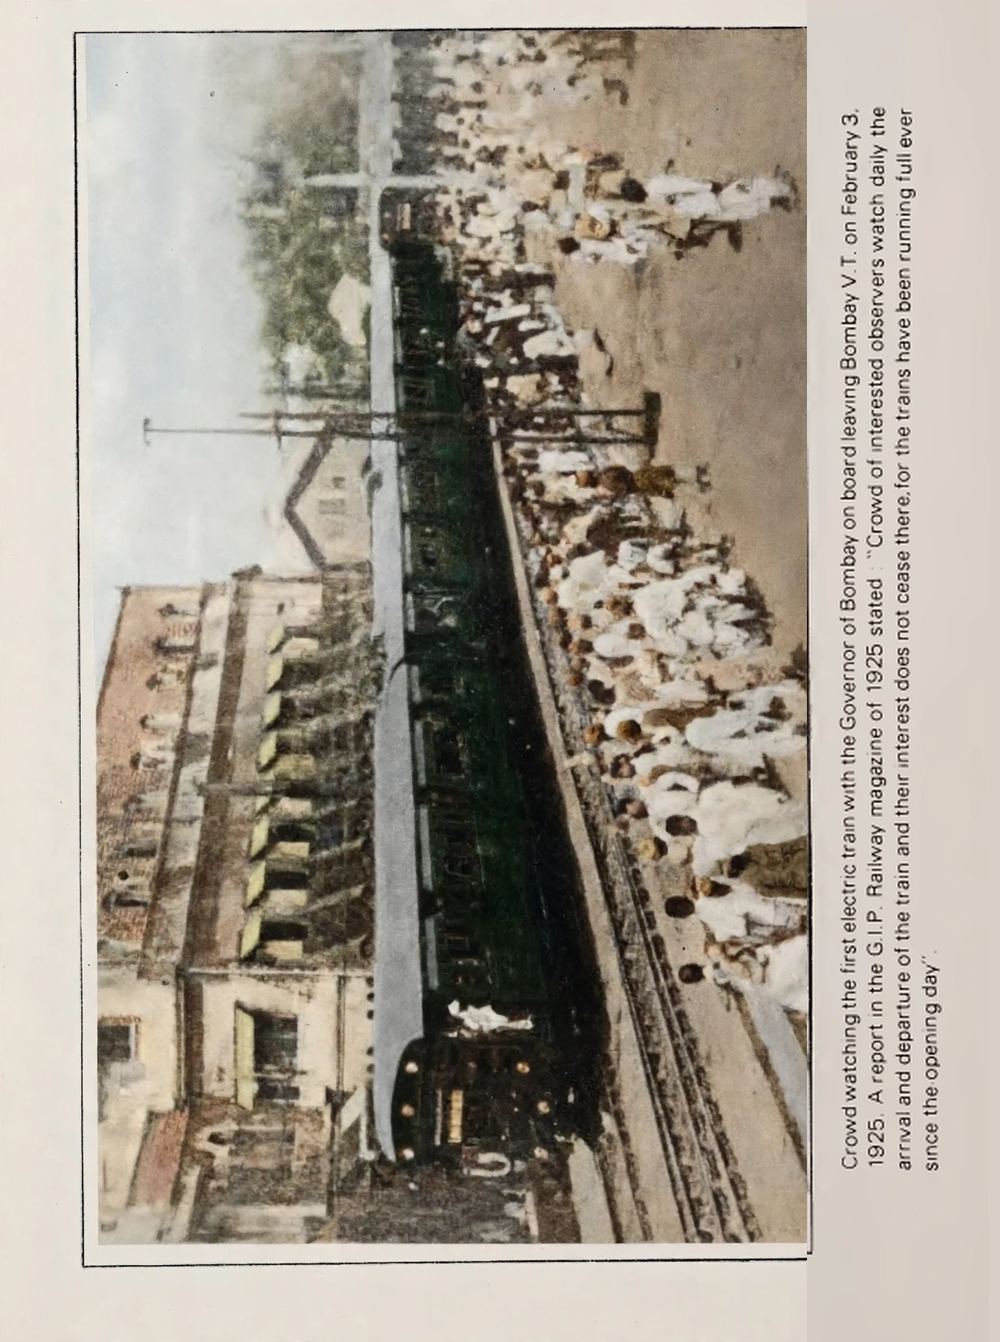 Crowd watching the first electric train with the Governor of Bombay on board leaving Bombay V.T. on February 3,
1925. A report in the G.I.P. Railway magazine of 1925 stated : "Crowd of interested observers watch daily the
arrival and departure of the train and their interest does not cease there, for the trains have been running full ever
since the opening day".